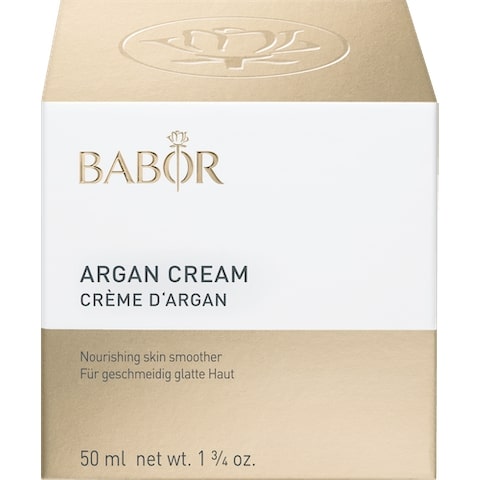 BABOR
ARGAN CREAM
CRÈME D'ARGAN
Nourishing skin smoother
Für geschmeidig glatte Haut
50 ml net wt. 1 ¾ oz.